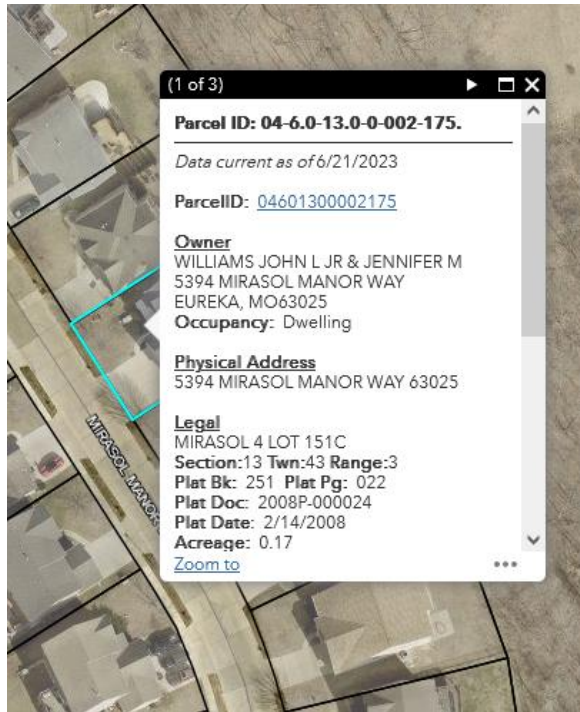 (1 of 3)
Parcel ID: 04-6.0-13.0-0-002-175.
Data current as of 6/21/2023
ParcelID: 04601300002175
Owner
WILLIAMS JOHN L JR & JENNIFER M
5394 MIRASOL MANOR WAY
EUREKA, MO63025
Occupancy: Dwelling
Physical Address
5394 MIRASOL MANOR WAY 63025
Legal
MIRASOL 4 LOT 151C
Section:13 Twn:43 Range:3
Plat Bk: 251 Plat Pg: 022
Plat Doc: 2008P-000024
Plat Date: 2/14/2008
Acreage: 0.17
Zoom to
MIRASOL MANOR